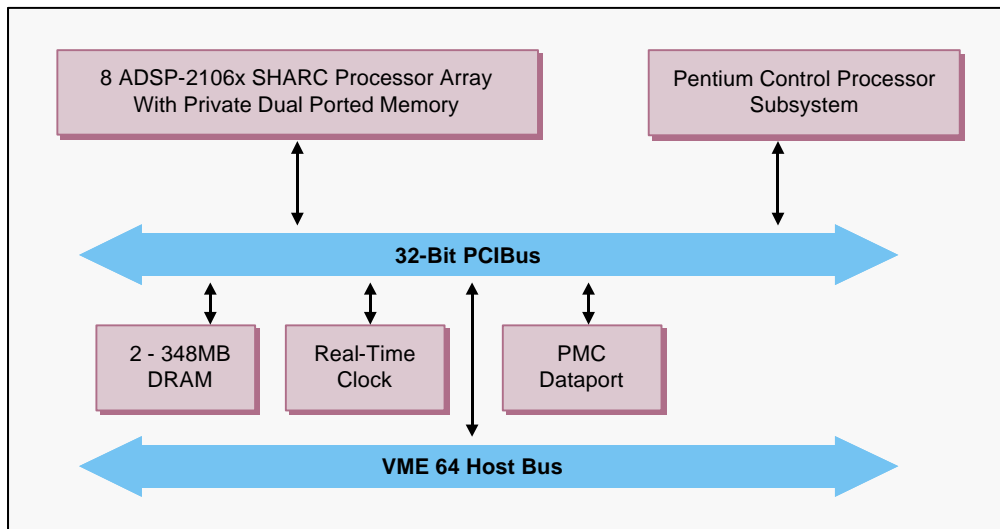 8 ADSP-2106x SHARC Processor Array
With Private Dual Ported Memory
Pentium Control Processor
Subsystem
32-Bit PCIBus
2 - 348MB
DRAM
Real-Time
Clock
PMC
Dataport
VME 64 Host Bus